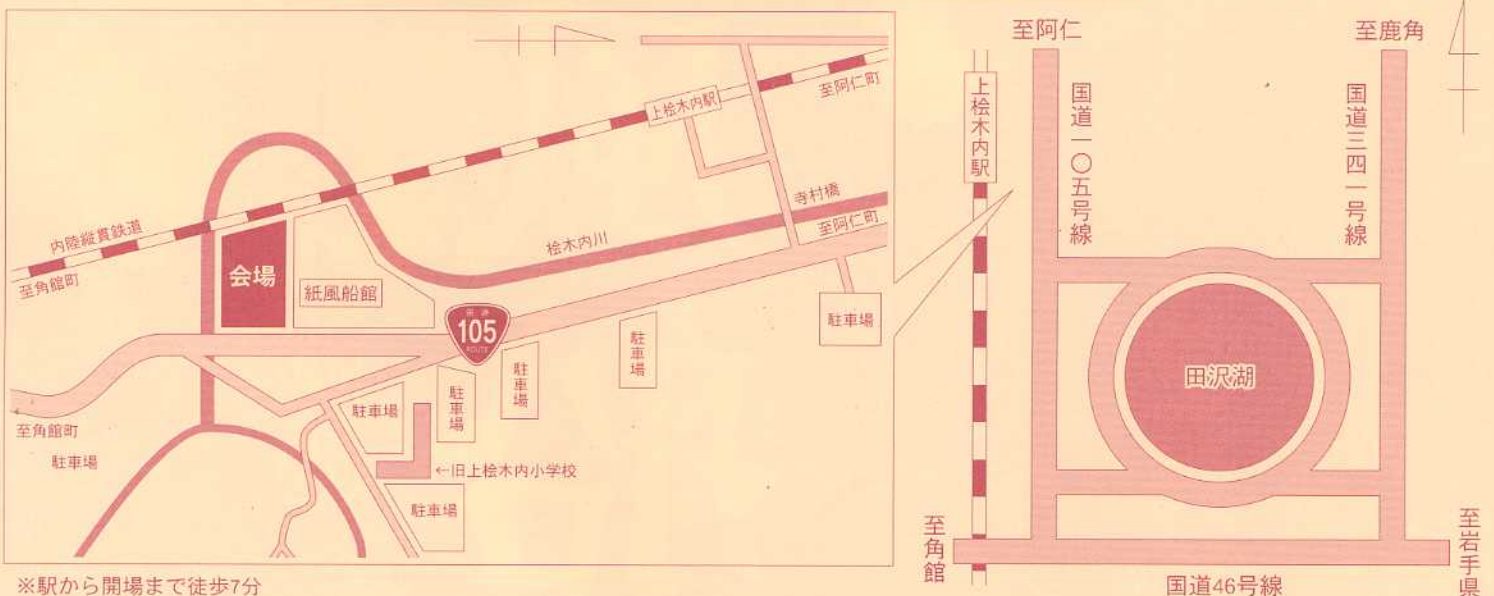 上桧木内駅
至阿仁町
寺村橋
至阿仁町
桧木内川
内陸縦貫鉄道
至角館町
会場
紙風船館
国道
105
ROUTE
駐車場
駐車場
駐車場
駐車場
駐車場
←旧上桧木内小学校
駐車場
至角館町
駐車場
※駅から開場まで徒歩7分
至阿仁
至鹿角
上桧木内駅
国道一〇五号線
国道三四一号線
田沢湖
至角館
至岩手県
国道46号線